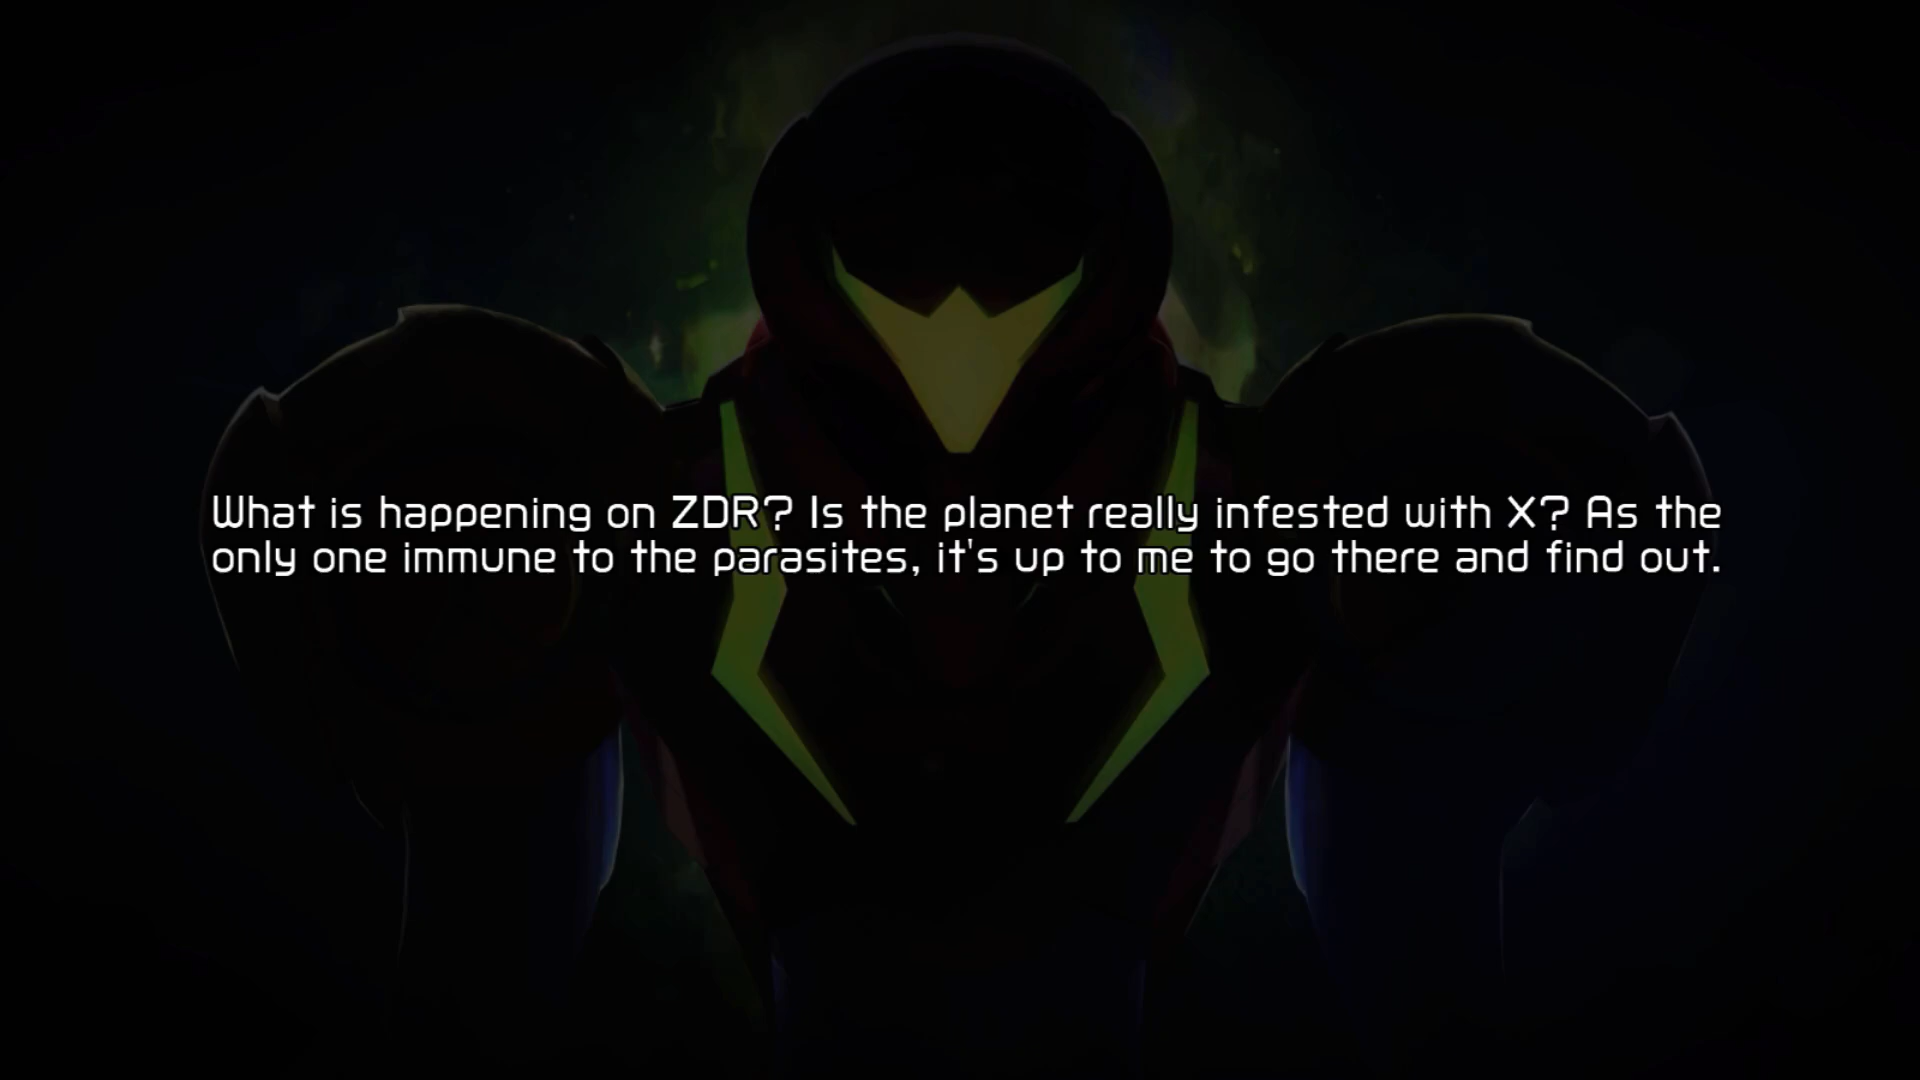 What is happening on ZDR? Is the planet really infested with X? As the
only one immune to the parasites, it's up to me to go there and find out.